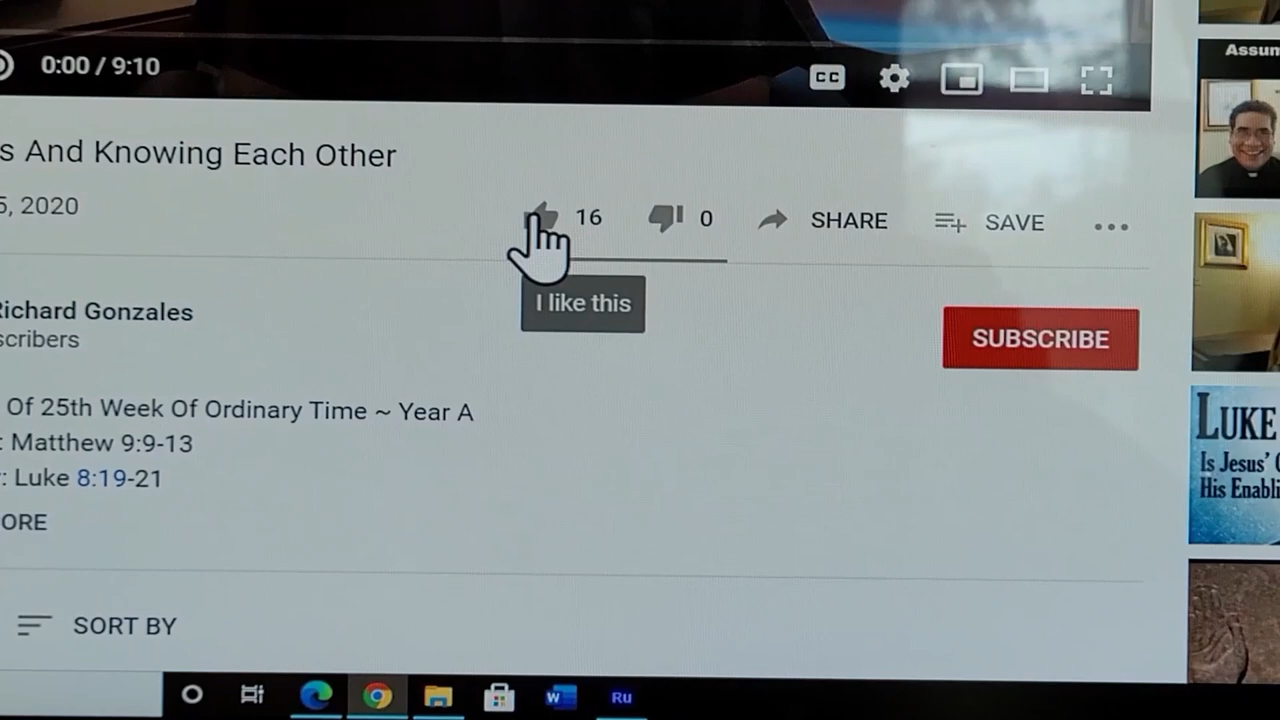 0:00 / 9:10
CC
Assum
s And Knowing Each Other
5, 2020
16
0
SHARE
SAVE
I like this
Richard Gonzales
scribers
SUBSCRIBE
Of 25th Week Of Ordinary Time ~ Year A
: Matthew 9:9-13
: Luke 8:19-21
ORE
LUKE
Is Jesus'
His Enabli
SORT BY
W
Ru